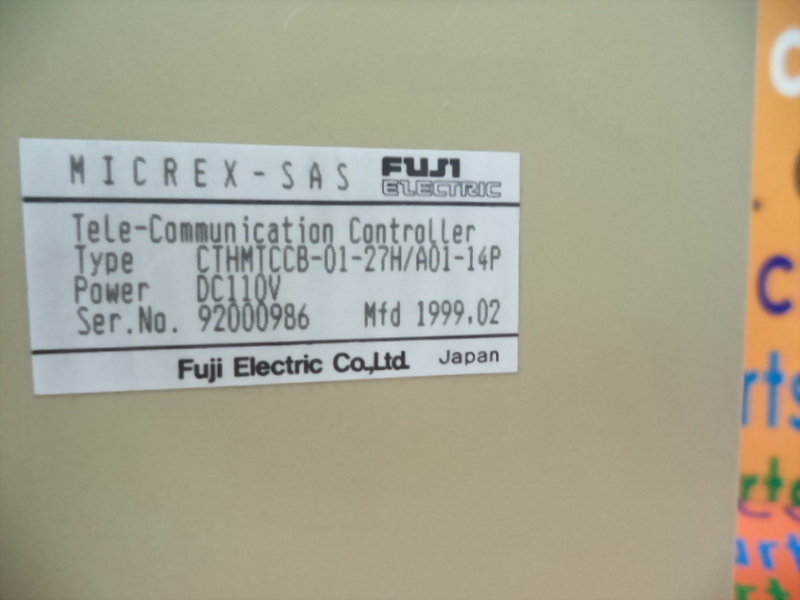 MICREX-SAS FUJI ELECTRIC
Tele-Communication Controller
Type CTHMTCCB-01-27H/A01-14P
Power DC110V
Ser.No. 92000986 Mfd 1999.02
Fuji Electric Co.,Ltd. Japan